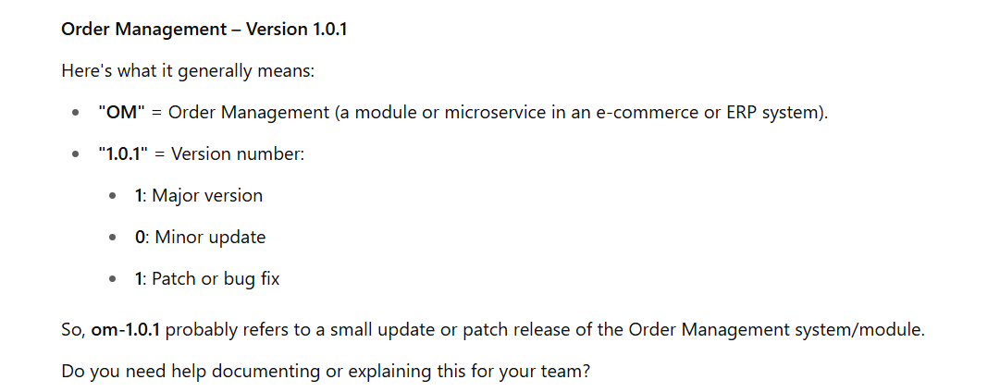 Order Management – Version 1.0.1
Here's what it generally means:
"OM" = Order Management (a module or microservice in an e-commerce or ERP system).
"1.0.1" = Version number:
1: Major version
0: Minor update
1: Patch or bug fix
So, om-1.0.1 probably refers to a small update or patch release of the Order Management system/module.
Do you need help documenting or explaining this for your team?